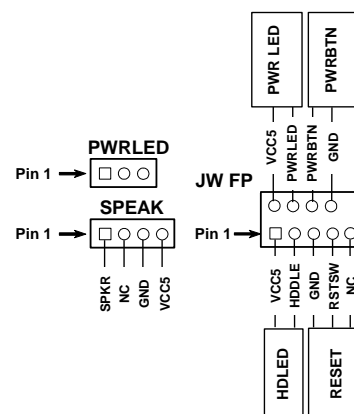 PWR LED
PWRBTN
VCC5
PWRLED
PWRBTN
GND
PWRLED
Pin 1
JW FP
SPEAK
Pin 1
Pin 1
SPKR
NC
GND
VCC5
VCC5
HDDLE
GND
RSTSW
NC
HDLED
RESET